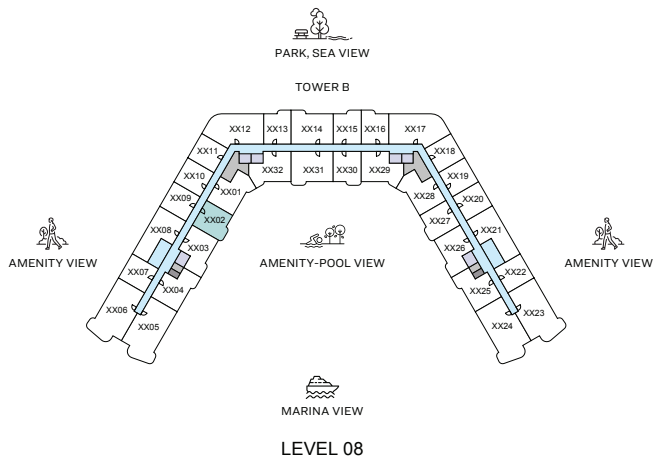 PARK, SEA VIEW
TOWER B
XX12
XX13
XX14
XX15
XX16
XX17
XX11
XX18
XX10
XX01
XX32
XX31
XX30
XX29
XX28
XX19
XX09
XX02
XX27
XX20
XX08
XX03
XX26
XX21
AMENITY VIEW
AMENITY-POOL VIEW
AMENITY VIEW
XX07
XX04
XX25
XX22
XX06
XX05
XX24
XX23
MARINA VIEW
LEVEL 08